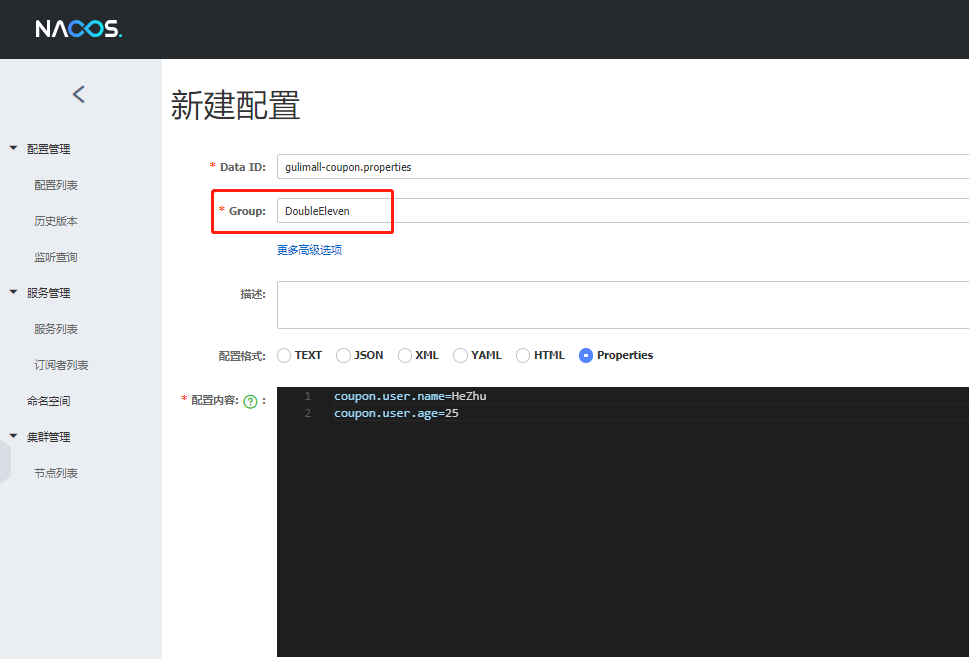 NACOS.
新建配置
配置管理
配置列表
历史版本
监听查询
服务管理
服务列表
订阅者列表
命名空间
集群管理
节点列表
* Data ID: gulimall-coupon.properties
* Group: DoubleEleven
更多高级选项
描述:
配置格式: TEXT JSON XML YAML HTML Properties
* 配置内容: ? :
1 coupon.user.name=HeZhu
2 coupon.user.age=25